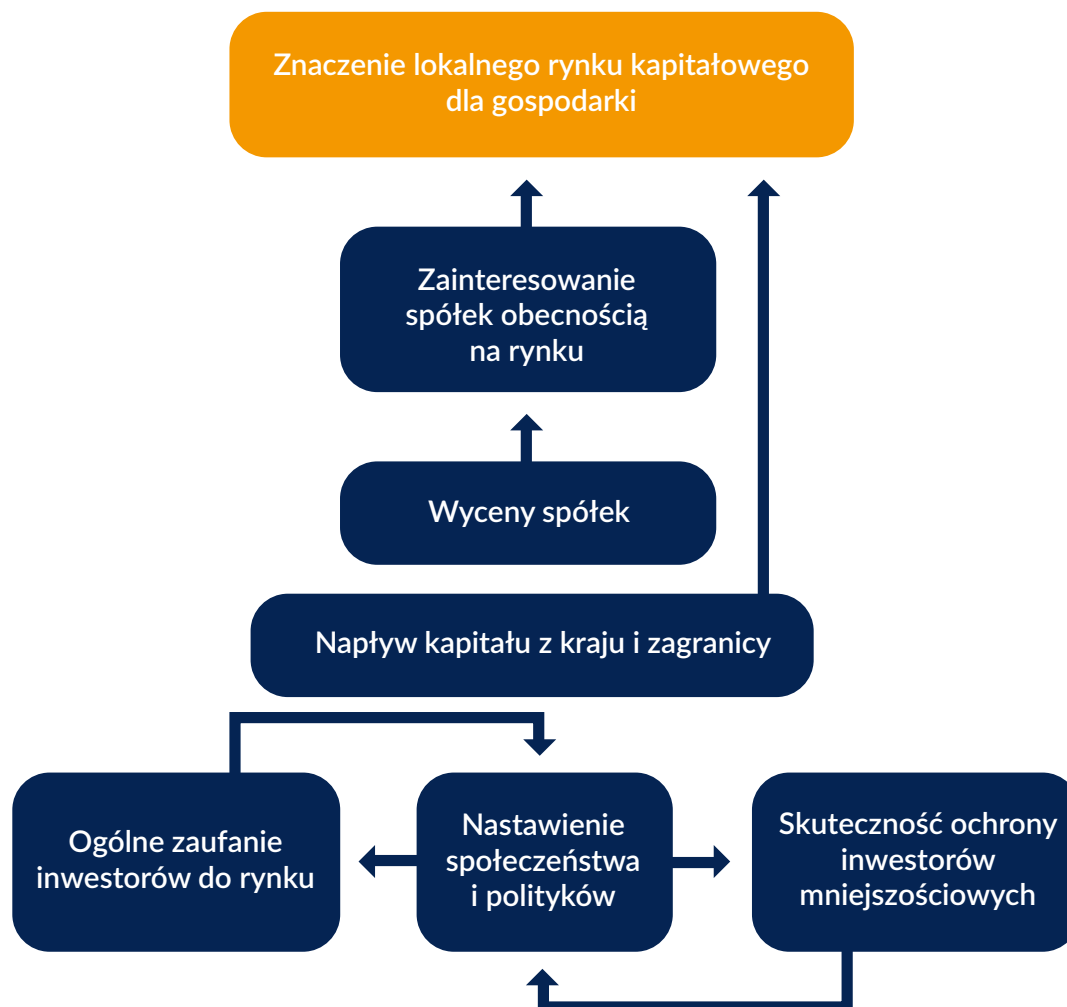 Znaczenie lokalnego rynku kapitałowego
dla gospodarki
Zainteresowanie
spółek obecnością
na rynku
Wyceny spółek
Napływ kapitału z kraju i zagranicy
Ogólne zaufanie
inwestorów do rynku
Nastawienie
społeczeństwa
i polityków
Skuteczność ochrony
inwestorów
mniejszościowych